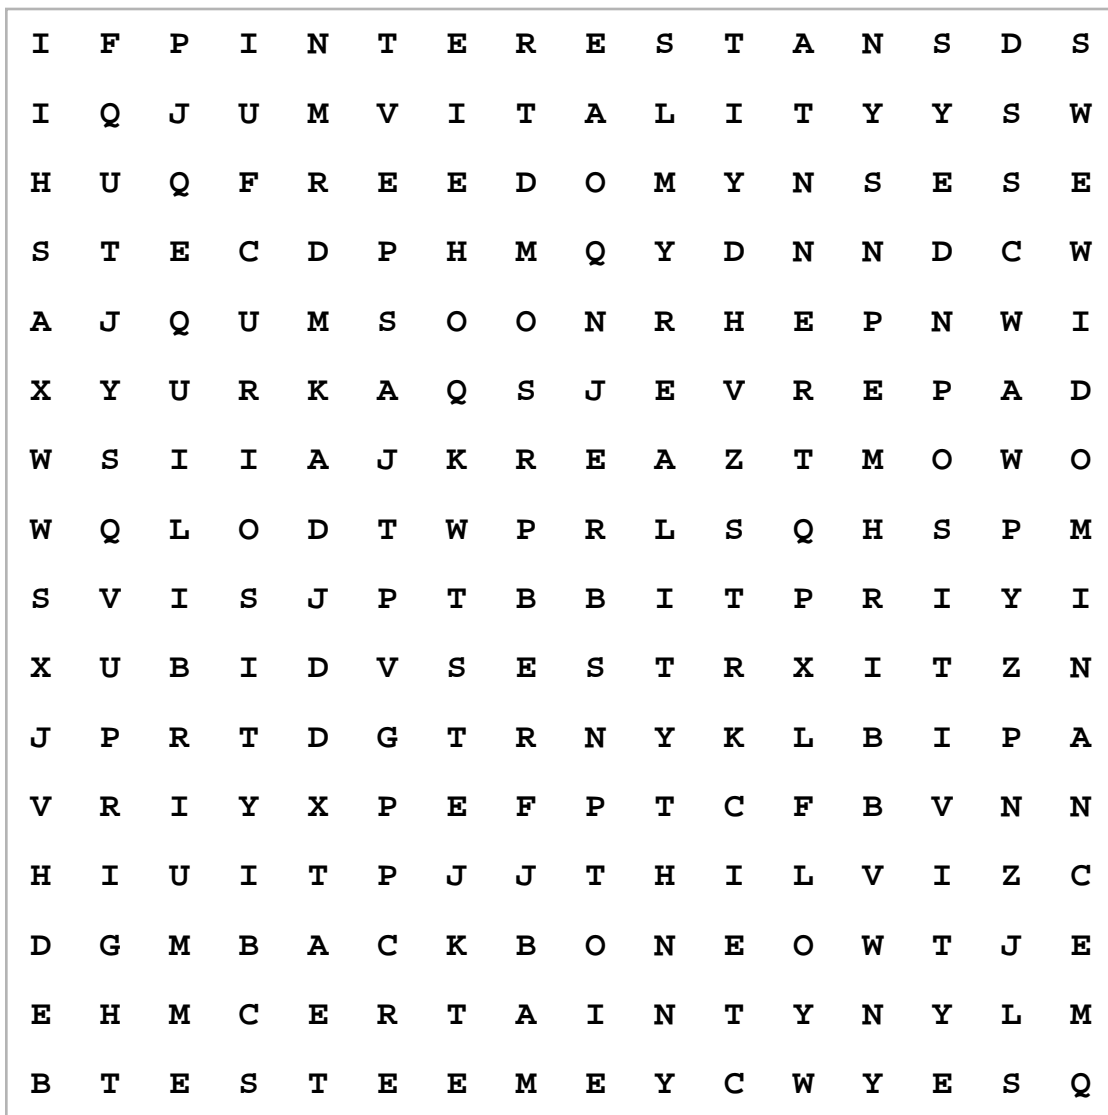 I F P I N T E R E S T A N S D S
I Q J U M V I T A L I T Y Y S W
H U Q F R E E D O M Y N S E S E
S T E C D P H M Q Y D N N D C W
A J Q U M S O O N R H E P N W I
X Y U R K A Q S J E V R E P A D
W S I I A J K R E A Z T M O W O
W Q L O D T W P R L S Q H S P M
S V I S J P T B B I T P R I Y I
X U B I D V S E S T R X I T Z N
J P R T D G T R N Y K L B I P A
V R I Y X P E F P T C F B V N N
H I U I T P J J T H I L V I Z C
D G M B A C K B O N E O W T J E
E H M C E R T A I N T Y N Y L M
B T E S T E E M E Y C W Y E S Q